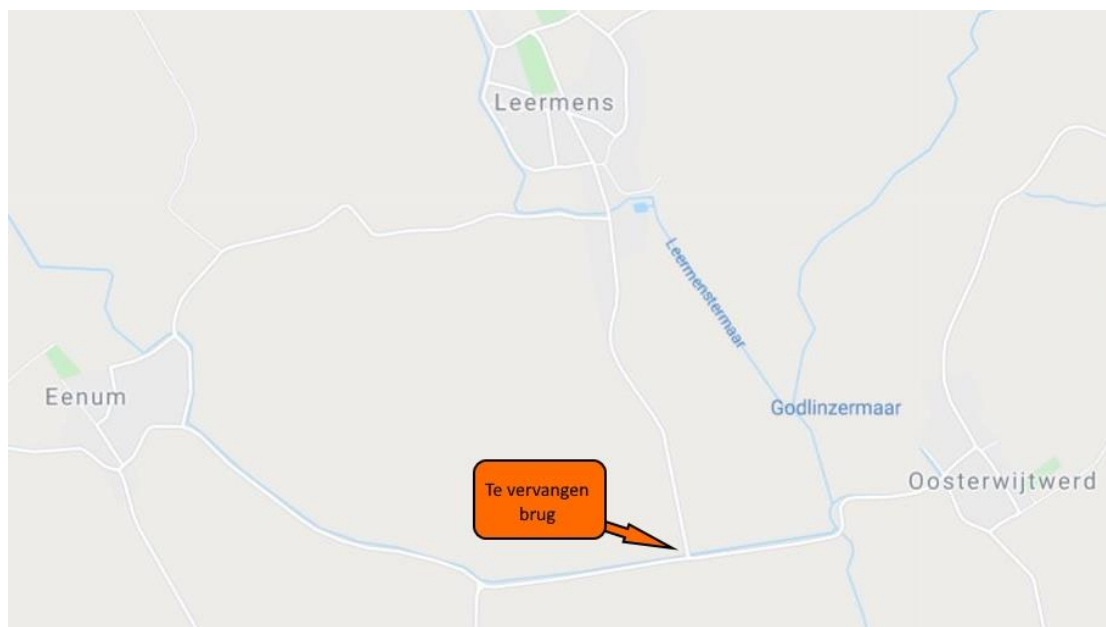 Leermens
Leermenstermaar
Eenum
Godlinzermaar
Te vervangen
brug
Oosterwijtwerd